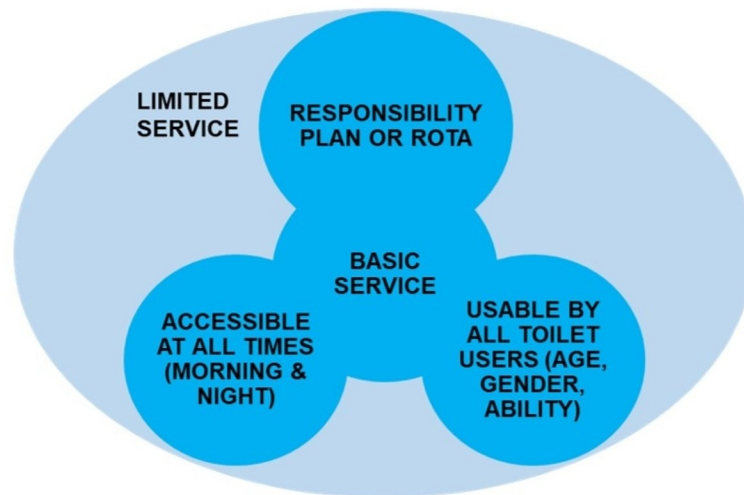 LIMITED
SERVICE
RESPONSIBILITY
PLAN OR ROTA
BASIC
SERVICE
ACCESSIBLE
AT ALL TIMES
(MORNING &
NIGHT)
USABLE BY
ALL TOILET
USERS (AGE,
GENDER,
ABILITY)